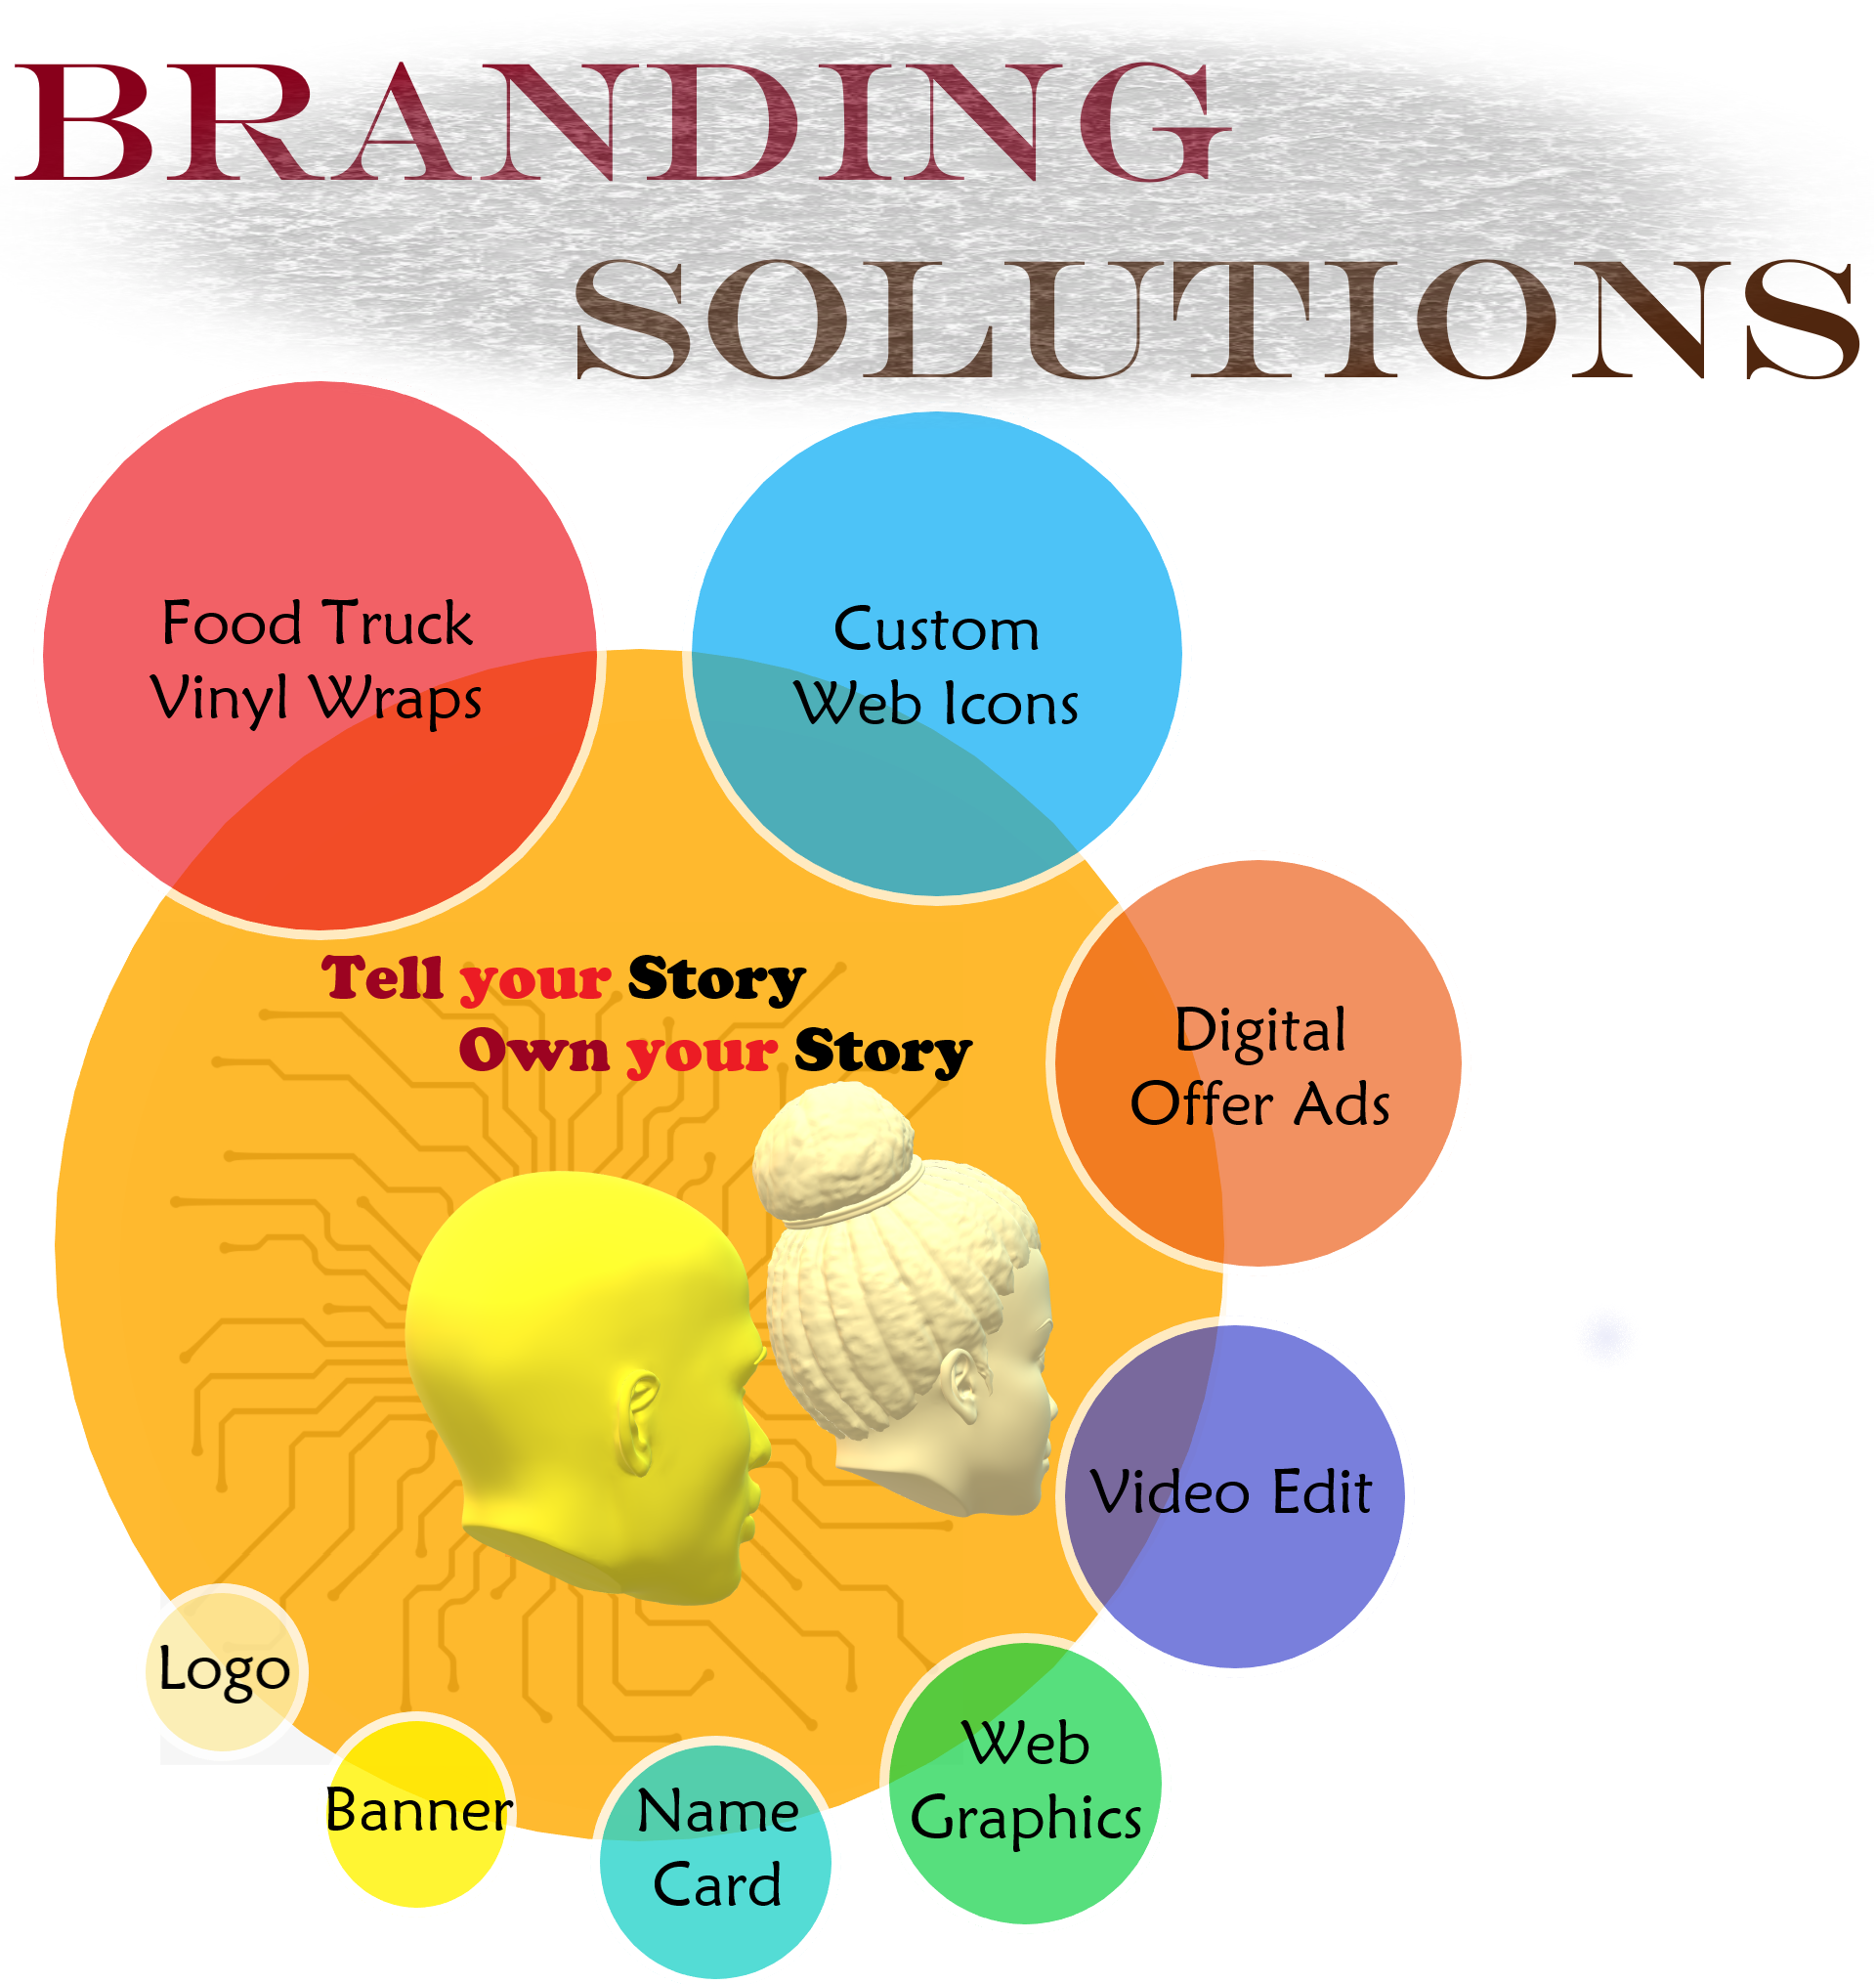 BRANDING
SOLUTIONS
Food Truck
Vinyl Wraps
Custom
Web Icons
Tell your Story
Own your Story
Digital
Offer Ads
Video Edit
Logo
Banner
Name
Card
Web
Graphics